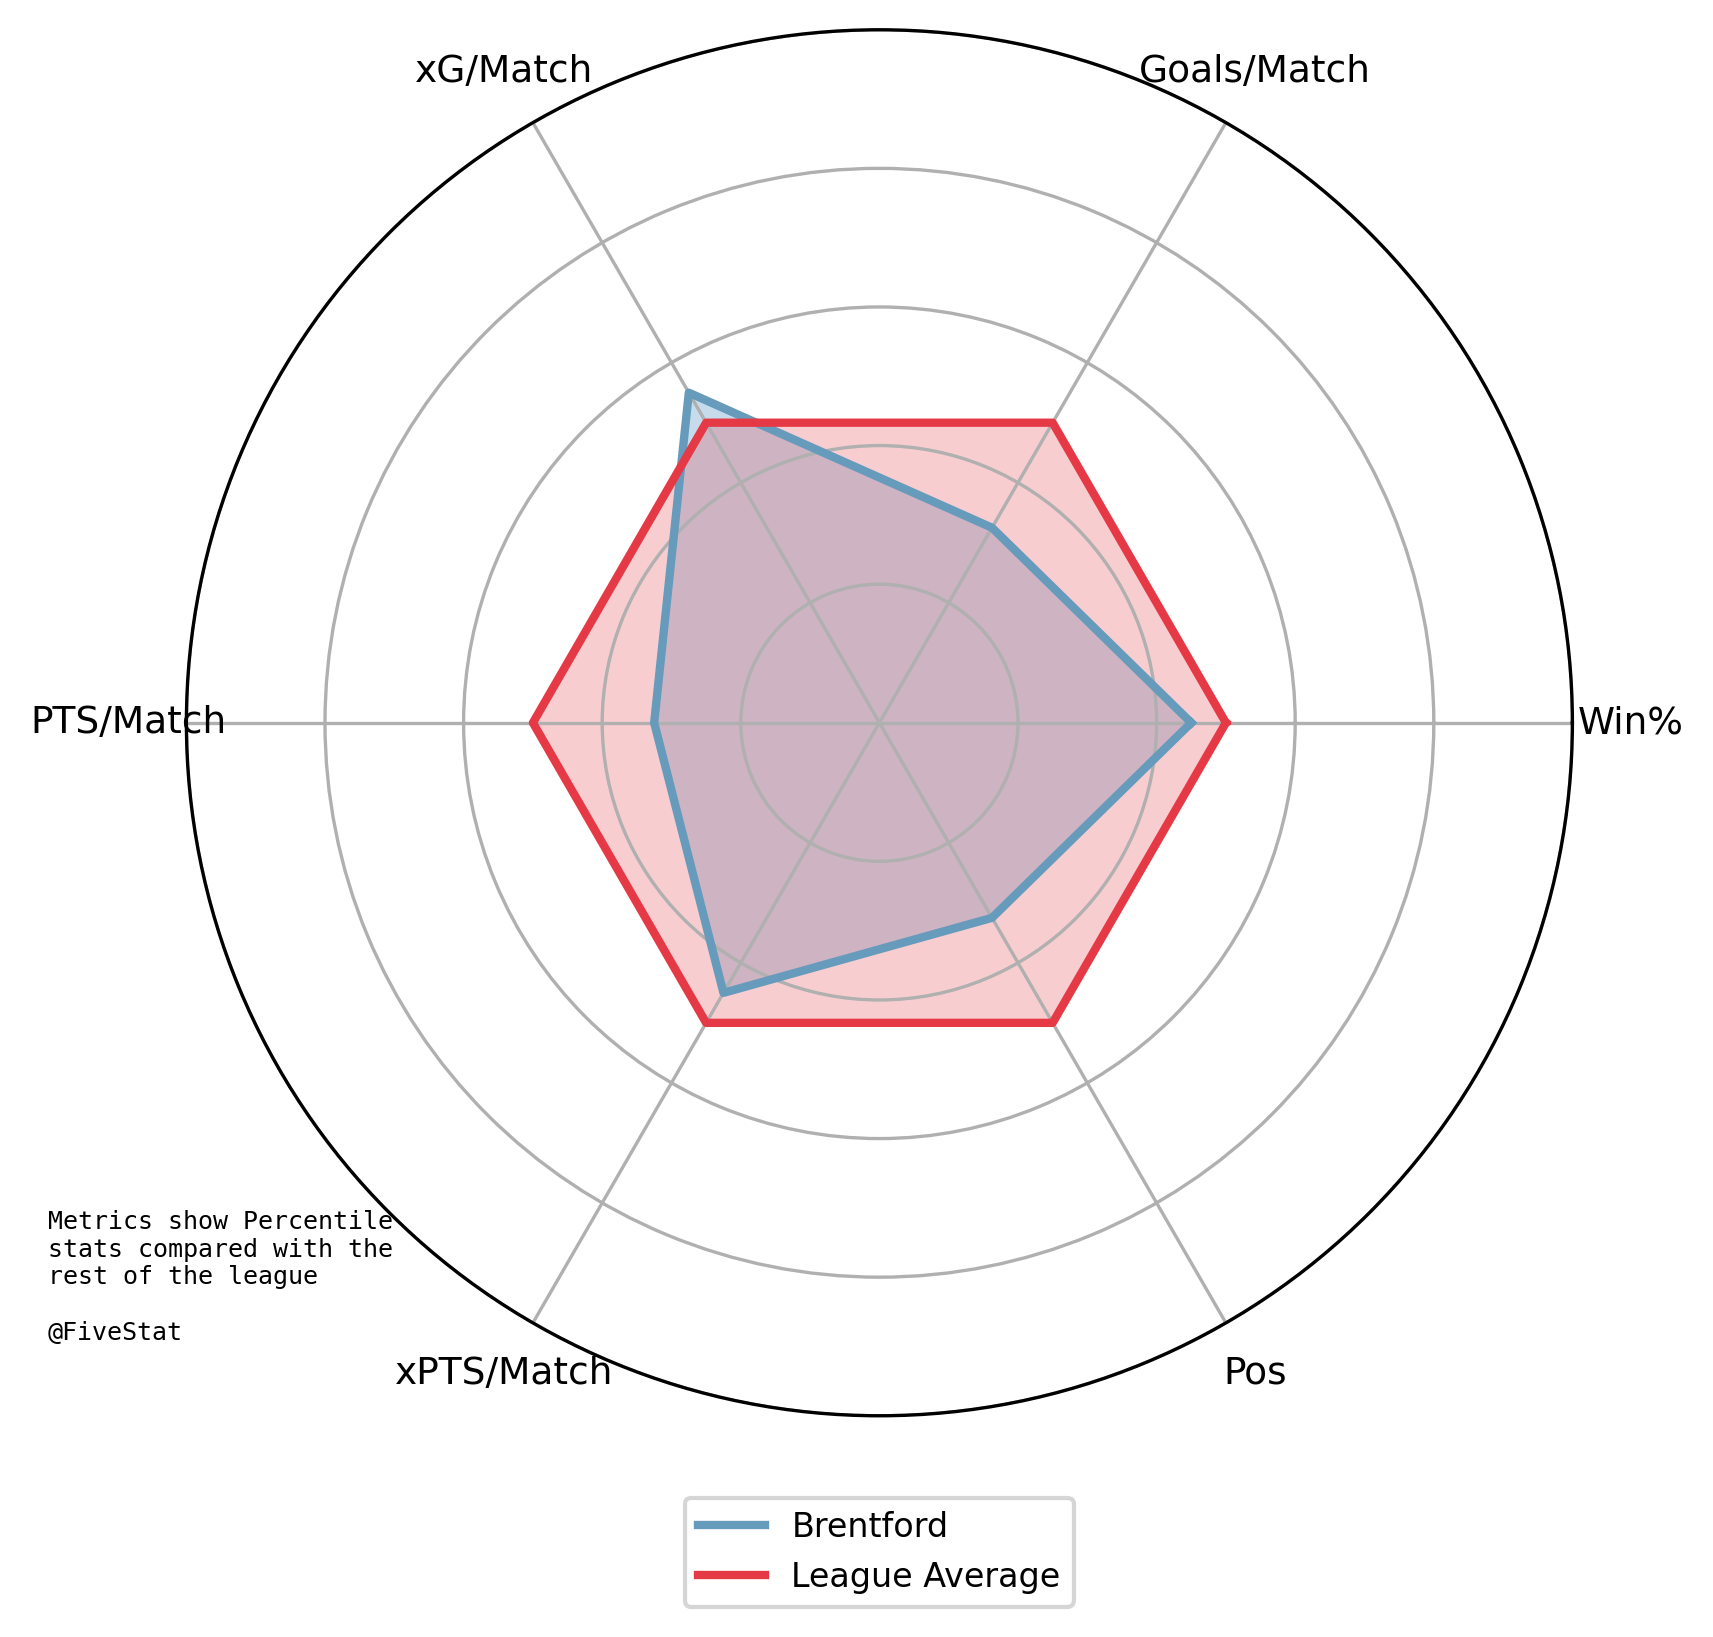 xG/Match
Goals/Match
PTS/Match
Win%
Metrics show Percentile
stats compared with the
rest of the league
@FiveStat
xPTS/Match
Pos
Brentford
League Average